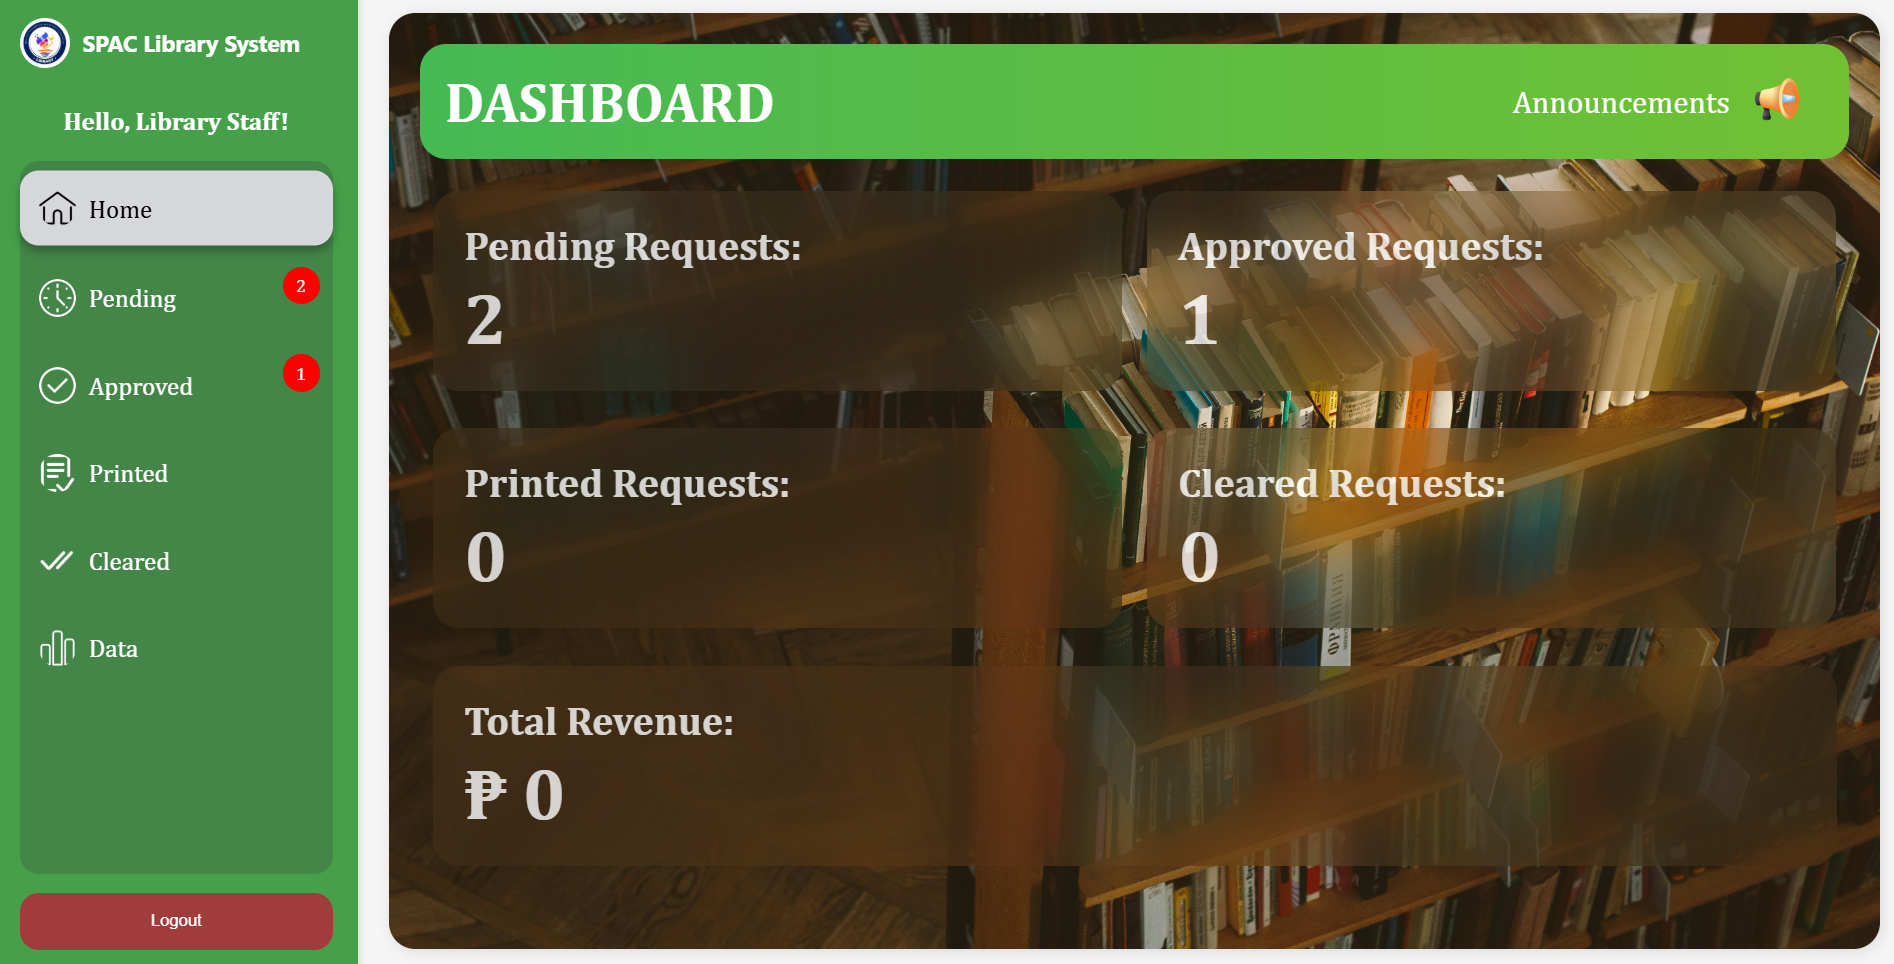 SPAC Library System
Hello, Library Staff!
Home
Pending
2
Approved
1
Printed
Cleared
Data
Logout
DASHBOARD
Announcements
Pending Requests:
2
Approved Requests:
1
Printed Requests:
0
Cleared Requests:
0
Total Revenue:
₱ 0